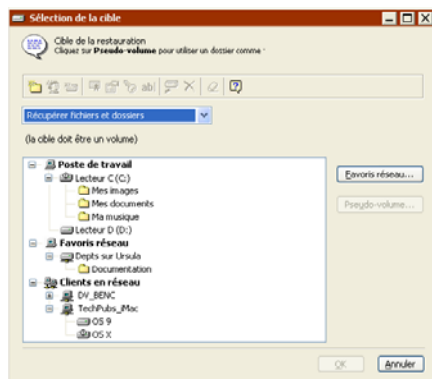 Sélection de la cible
Cible de la restauration
Cliquez sur Pseudo-volume pour utiliser un dossier comme
ab|
Récupérer fichiers et dossiers
(la cible doit être un volume)
Poste de travail
Lecteur C (C:)
Mes images
Mes documents
Ma musique
Lecteur D (D:)
Favoris réseau
Depts sur Ursula
Documentation
Clients en réseau
DV_BENC
TechPubs_iMac
OS 9
OS X
Favoris réseau...
Pseudo-volume...
OK
Annuler